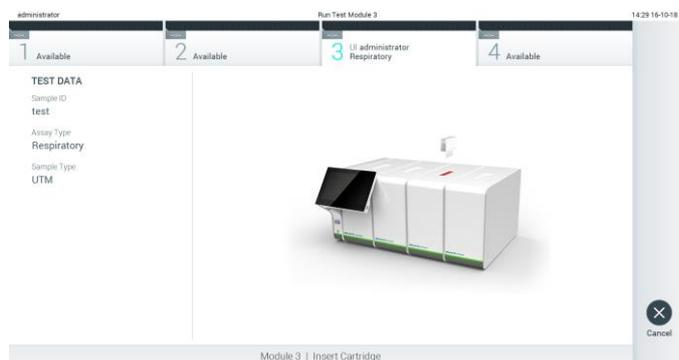 administrator
Run Test Module 3
14:29 16-10-18
1 Available
2 Available
3 UI administrator
Respiratory
4 Available
TEST DATA
Sample ID
test
Assay Type
Respiratory
Sample Type
UTM
Cancel
Module 3 | Insert Cartridge